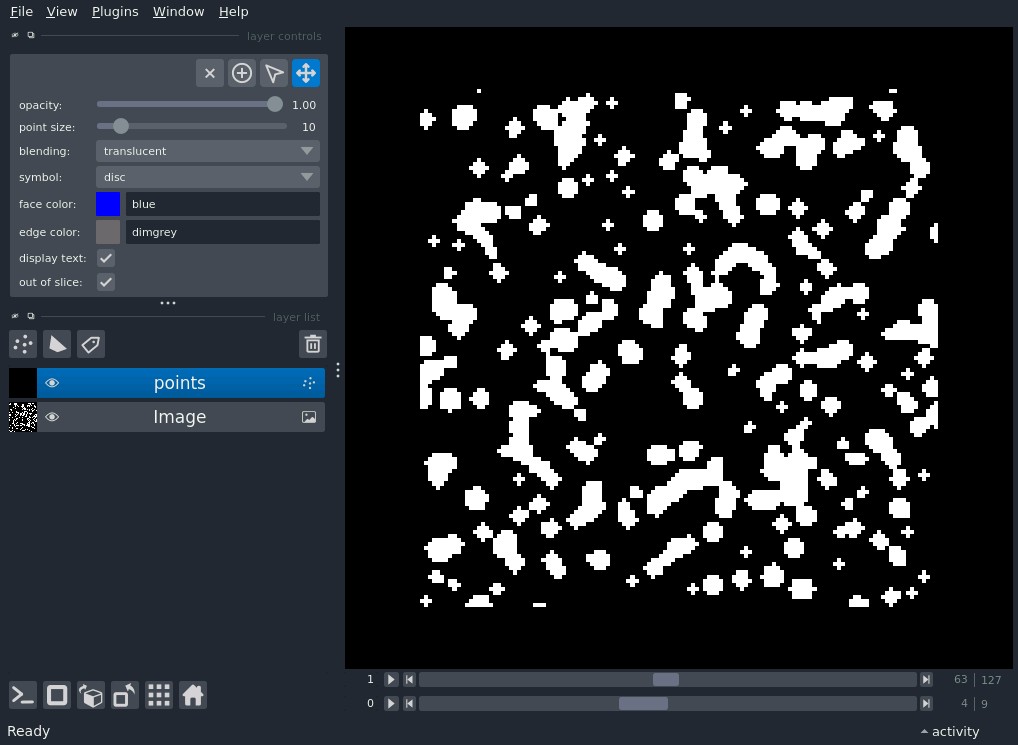 File View Plugins Window Help
layer controls
opacity: 1.00
point size: 10
blending: translucent
symbol: disc
face color: blue
edge color: dimgrey
display text:
out of slice:
layer list
points
Image
1 63 127
0 4 9
Ready activity